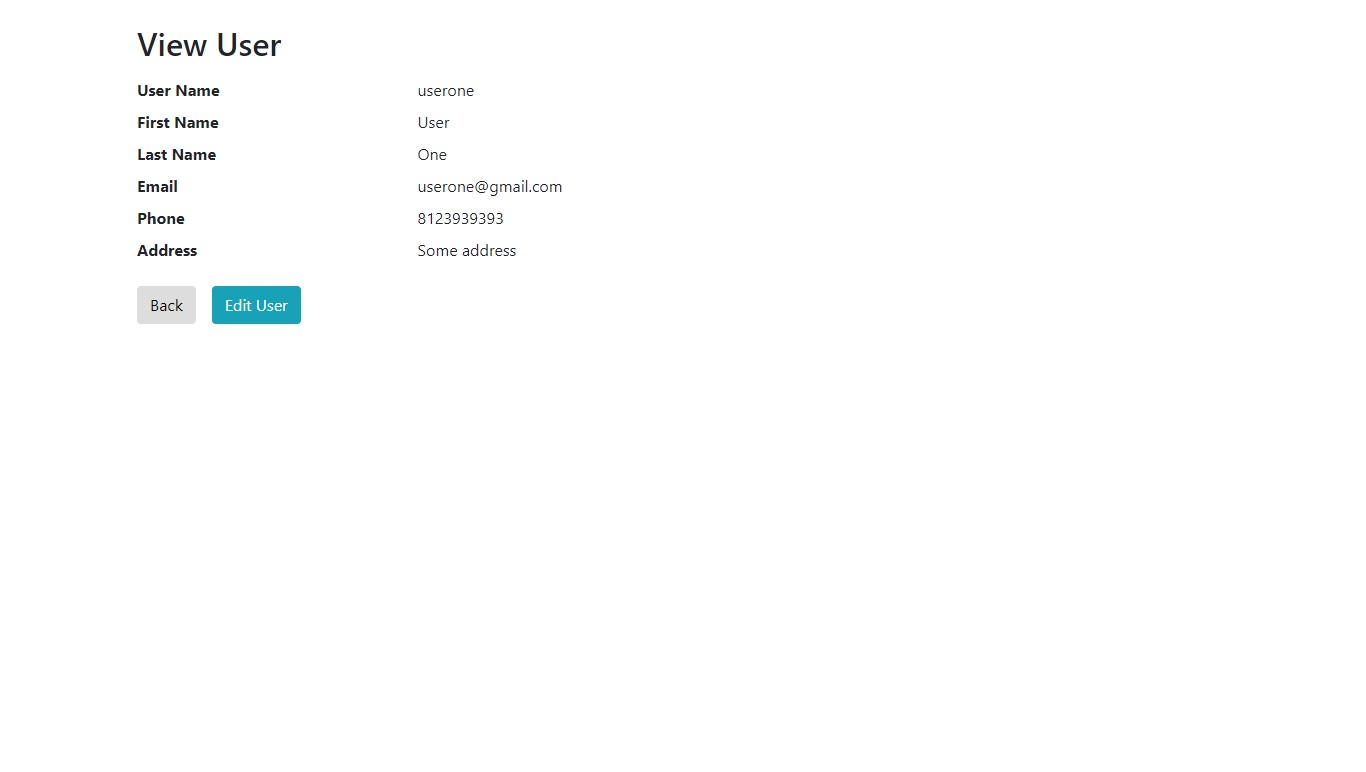 View User
User Name userone
First Name User
Last Name One
Email userone@gmail.com
Phone 8123939393
Address Some address
Back Edit User